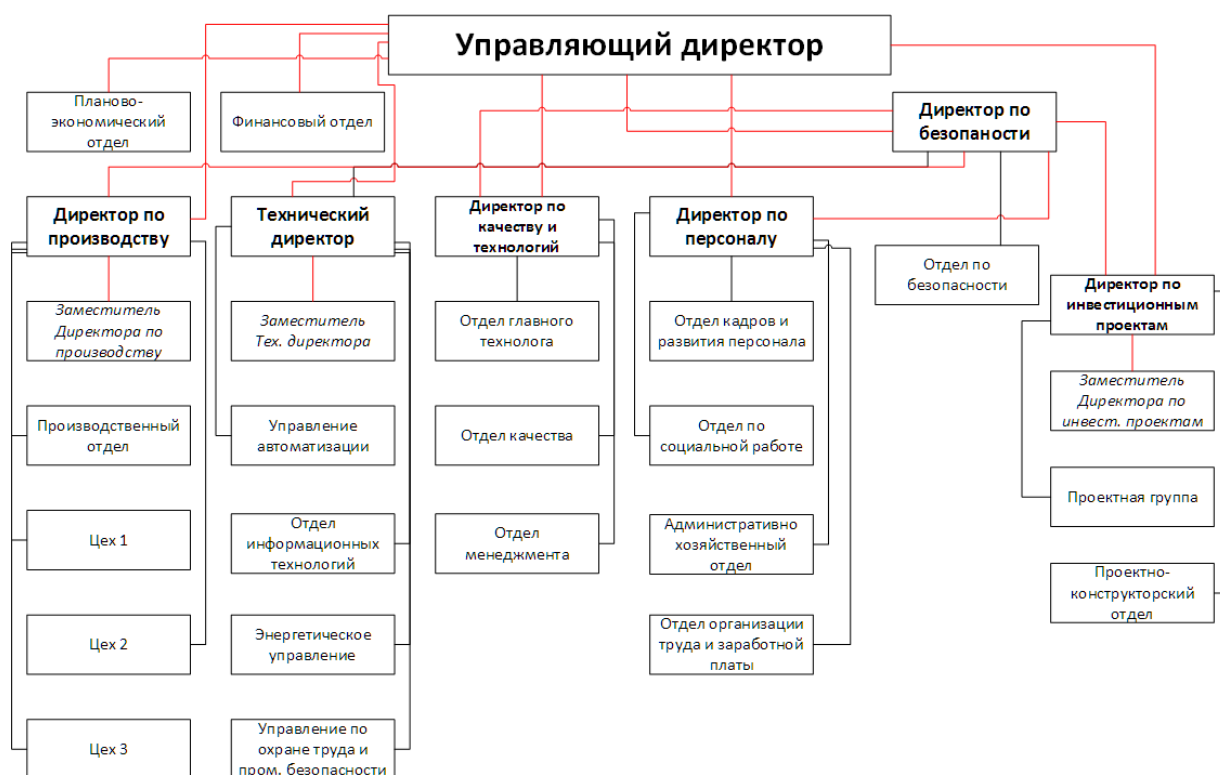 Управляющий директор
Планово-
экономический
отдел
Финансовый отдел
Директор по
безопаности
Директор по
производству
Технический
директор
Директор по
качеству и
технологий
Директор по
персоналу
Отдел по
безопасности
Директор по
инвестиционным
проектам
Заместитель
Директора по
производству
Заместитель
Тех. директора
Отдел главного
технолога
Отдел кадров и
развития персонала
Заместитель
Директора по
инвест. проектам
Производственный
отдел
Управление
автоматизации
Отдел качества
Отдел по
социальной работе
Проектная группа
Цех 1
Отдел
информационных
технологий
Отдел
менеджмента
Административно
хозяйственный
отдел
Проектно-
конструкторский
отдел
Цех 2
Энергетическое
управление
Отдел организации
труда и заработной
платы
Цех 3
Управление по
охране труда и
пром. безопасности